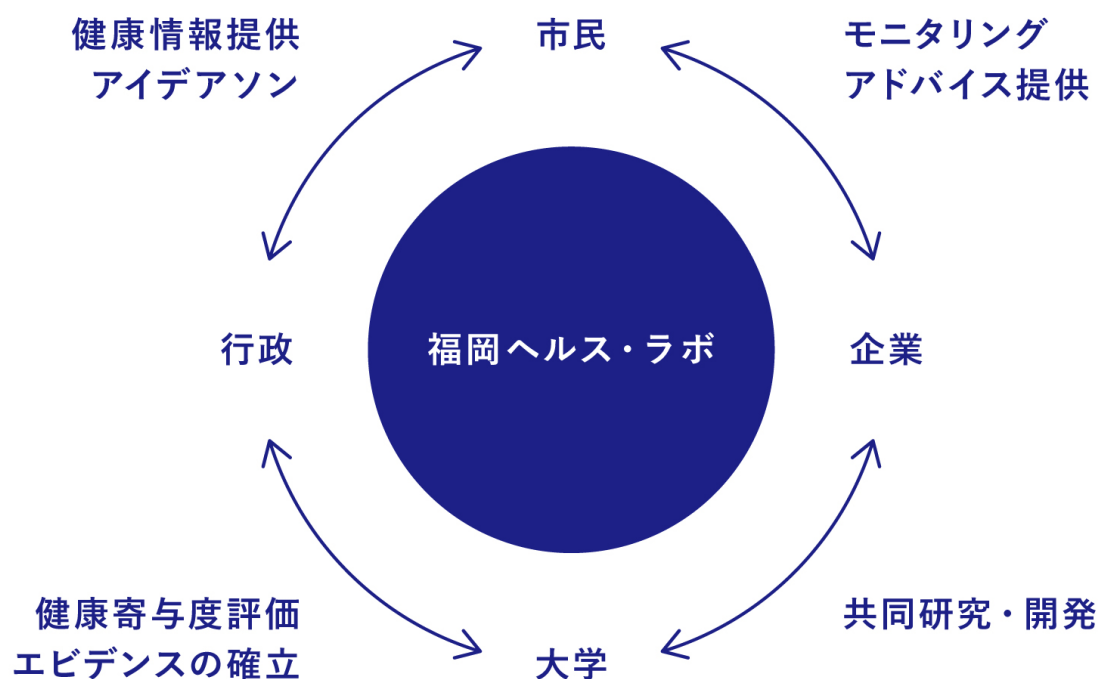 健康情報提供
アイデアソン
市民
モニタリング
アドバイス提供
行政
福岡ヘルス・ラボ
企業
健康寄与度評価
エビデンスの確立
大学
共同研究・開発